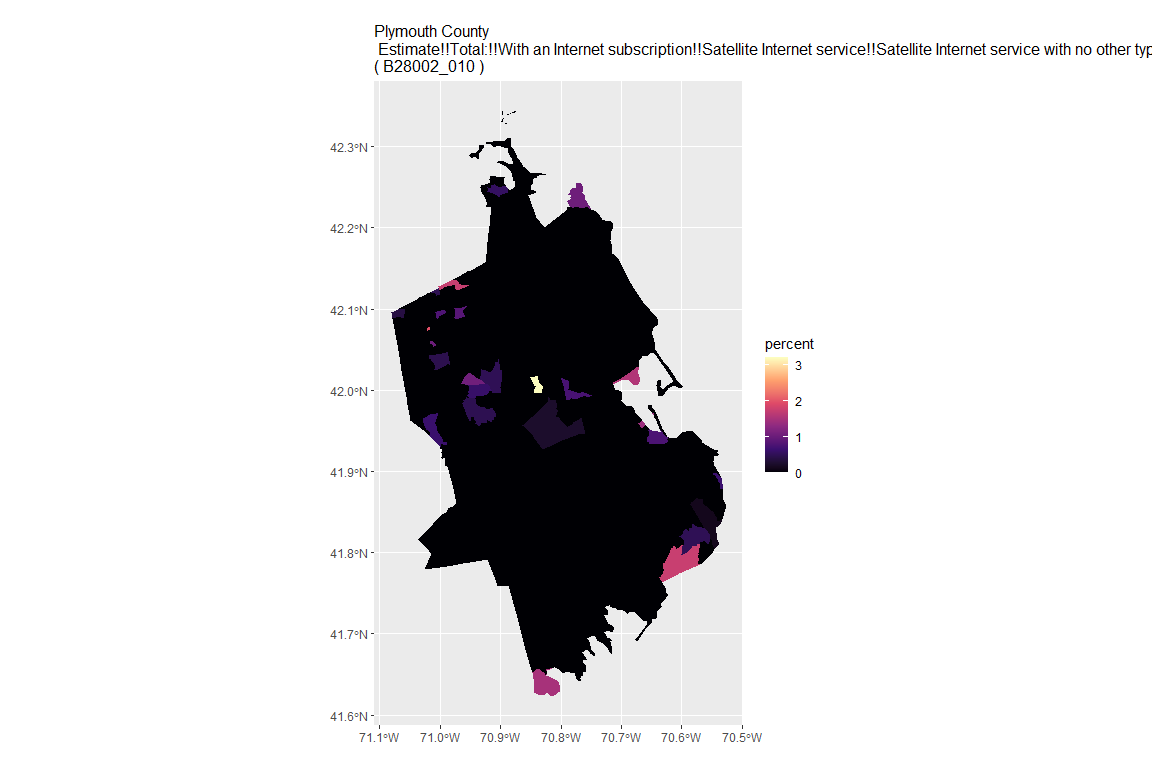 Plymouth County
Estimate!!Total:!!With an Internet subscription!!Satellite Internet service!!Satellite Internet service with no other typ
( B28002_010 )
42.3°N
42.2°N
42.1°N
42.0°N
41.9°N
41.8°N
41.7°N
41.6°N
71.1°W 71.0°W 70.9°W 70.8°W 70.7°W 70.6°W 70.5°W
percent
3
2
1
0